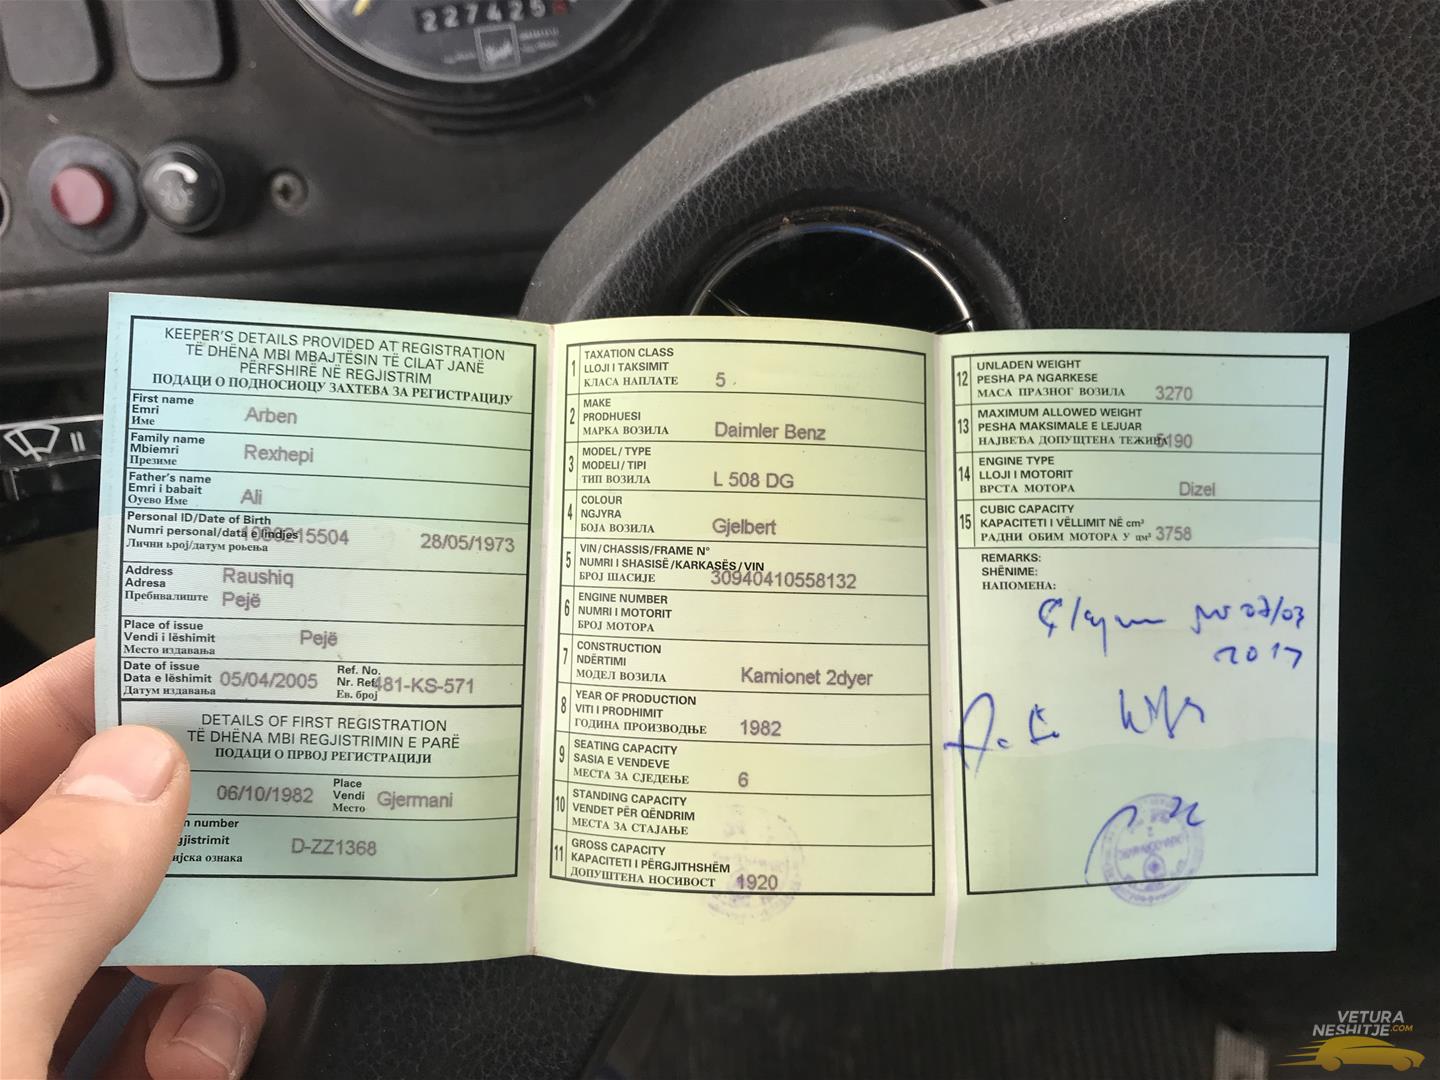 227425
KEEPER'S DETAILS PROVIDED AT REGISTRATION
TË DHËNA MBI MBAJTËSIN TË CILAT JANË
PËRFSHIRË NË REGJISTRIM
ПОДАЦИ О ПОДНОСИОЦУ ЗАХТЕВА ЗА РЕГИСТРАЦИЈУ
First name
Emri
Име
Arben
Family name
Mbiemri
Презиме
Rexhepi
Father's name
Emri i babait
Оуево Име
Ali
Personal ID/Date of Birth
Numri personal/data e lindjes
Лични број/датум роьења
28/05/1973
Address
Adresa
Пребивалиште
Raushiq
Pejë
Place of issue
Vendi i lëshimit
Место издавања
Pejë
Date of issue
Data e lëshimit
Датум издавања
05/04/2005
Ref. No.
Nr. Ref.
Ев. број
481-KS-571
DETAILS OF FIRST REGISTRATION
TË DHËNA MBI REGJISTRIMIN E PARË
ПОДАЦИ О ПРВОЈ РЕГИСТРАЦИЈИ
06/10/1982
Place
Vendi
Место
Gjermani
n number
gjistrimit
ијска ознака
D-ZZ1368
1
TAXATION CLASS
LLOJI I TAKSIMIT
КЛАСА НАПЛАТЕ
5
2
MAKE
PRODHUESI
МАРКА ВОЗИЛА
Daimler Benz
3
MODEL / TYPE
MODELI / TIPI
ТИП ВОЗИЛА
L 508 DG
4
COLOUR
NGJYRA
БОЈА ВОЗИЛА
Gjelbert
5
VIN/CHASSIS/FRAME N°
NUMRI I SHASISË/KARKASËS/VIN
БРОЈ ШАСИЈЕ
30940410558132
6
ENGINE NUMBER
NUMRI I MOTORIT
БРОЈ МОТОРА
7
CONSTRUCTION
NDËRTIMI
МОДЕЛ ВОЗИЛА
Kamionet 2dyer
8
YEAR OF PRODUCTION
VITI I PRODHIMIT
ГОДИНА ПРОИЗВОДЊЕ
1982
9
SEATING CAPACITY
SASIA E VENDEVE
МЕСТА ЗА СЈЕДЕЊЕ
6
10
STANDING CAPACITY
VENDET PËR QËNDRIM
МЕСТА ЗА СТАЈАЊЕ
11
GROSS CAPACITY
KAPACITETI I PËRGJITHSHËM
ДОПУШТЕНА НОСИВОСТ
1920
12
UNLADEN WEIGHT
PESHA PA NGARKESE
МАСА ПРАЗНОГ ВОЗИЛА
3270
13
MAXIMUM ALLOWED WEIGHT
PESHA MAKSIMALE E LEJUAR
НАЈВЕЋА ДОПУШТЕНА ТЕЖИНА
5190
14
ENGINE TYPE
LLOJI I MOTORIT
ВРСТА МОТОРА
Dizel
15
CUBIC CAPACITY
KAPACITETI I VËLLIMIT NË cm³
РАДНИ ОБИМ МОТОРА У цм³
3758
REMARKS:
SHËNIME:
НАПОМЕНА:
07/03
2017
VETURA
NESHITJE.COM